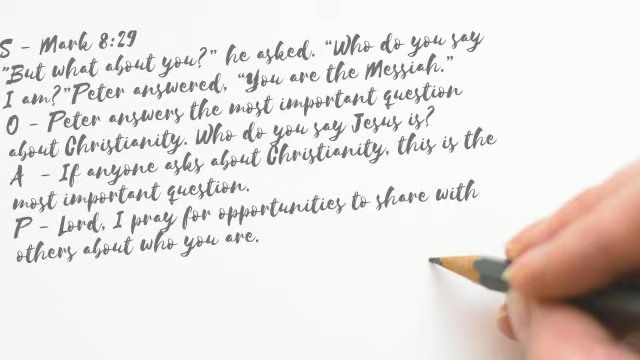 S - Mark 8:29
"But what about you?" he asked. "Who do you say
I am?"Peter answered, "You are the Messiah."
O - Peter answers the most important question
about Christianity. Who do you say Jesus is?
A - If anyone asks about Christianity, this is the
most important question.
P - Lord, I pray for opportunities to share with
others about who you are.